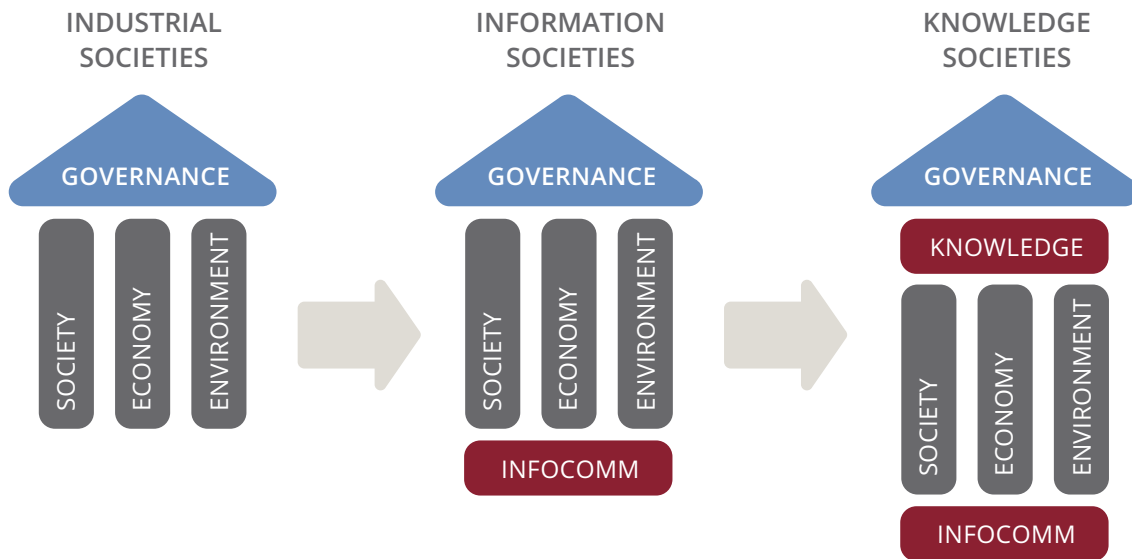 INDUSTRIAL
SOCIETIES
GOVERNANCE
SOCIETY
ECONOMY
ENVIRONMENT
INFORMATION
SOCIETIES
GOVERNANCE
SOCIETY
ECONOMY
ENVIRONMENT
INFOCOMM
KNOWLEDGE
SOCIETIES
GOVERNANCE
KNOWLEDGE
SOCIETY
ECONOMY
ENVIRONMENT
INFOCOMM